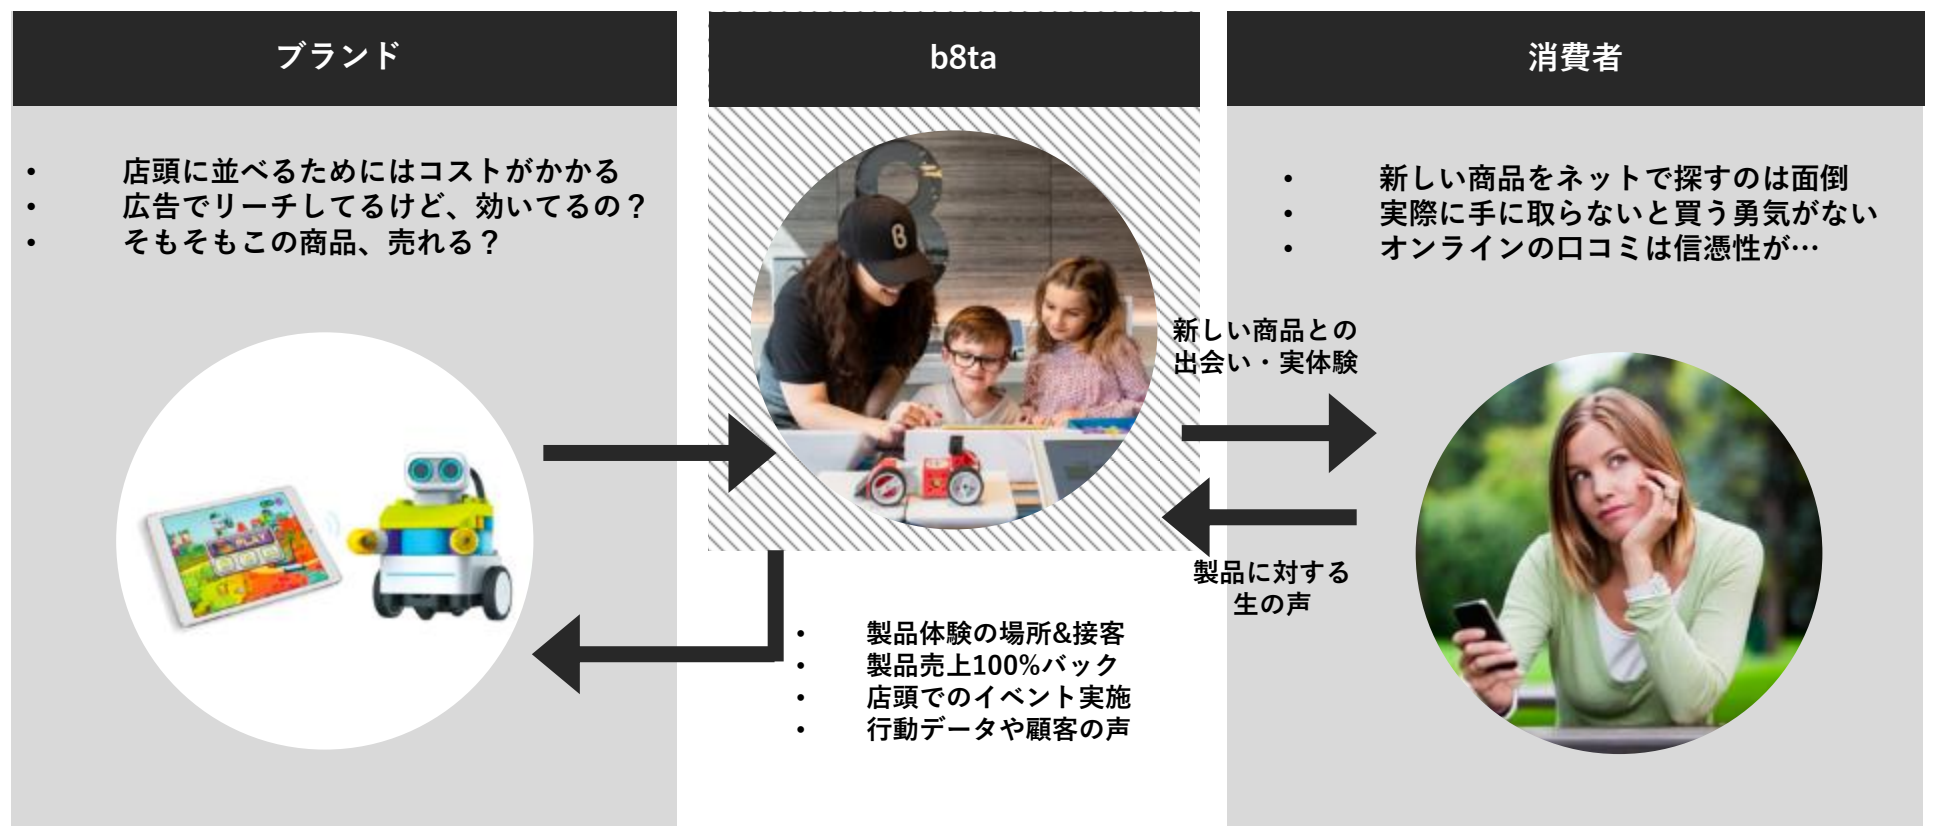 ブランド
b8ta
消費者
• 店頭に並べるためにはコストがかかる
• 広告でリーチしてるけど、効いてるの？
• そもそもこの商品、売れる？
• 新しい商品をネットで探すのは面倒
• 実際に手に取らないと買う勇気がない
• オンラインの口コミは信憑性が…
新しい商品との
出会い・実体験
製品に対する
生の声
• 製品体験の場所&接客
• 製品売上100%バック
• 店頭でのイベント実施
• 行動データや顧客の声
8
PLAY